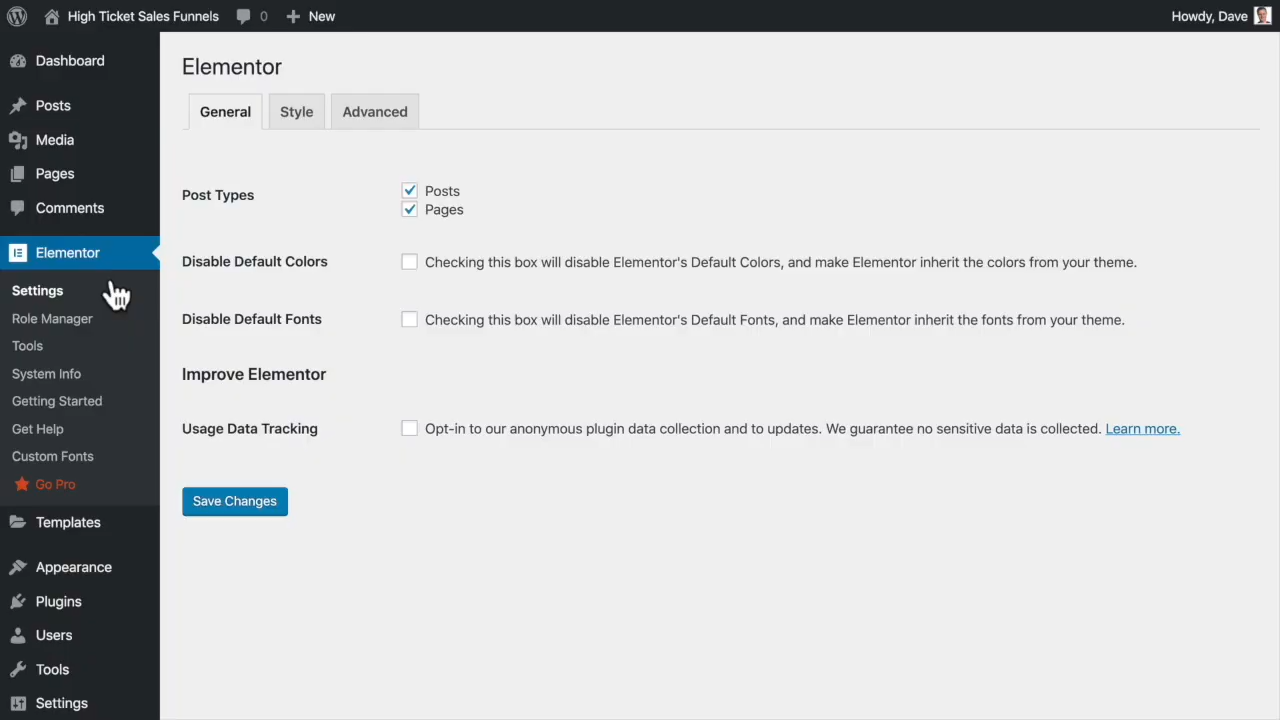 High Ticket Sales Funnels
0
New
Howdy, Dave
Dashboard
Posts
Media
Pages
Comments
Elementor
Settings
Role Manager
Tools
System Info
Getting Started
Get Help
Custom Fonts
Go Pro
Templates
Appearance
Plugins
Users
Tools
Settings
Elementor
General Style Advanced
Post Types
Posts
Pages
Disable Default Colors
Checking this box will disable Elementor's Default Colors, and make Elementor inherit the colors from your theme.
Disable Default Fonts
Checking this box will disable Elementor's Default Fonts, and make Elementor inherit the fonts from your theme.
Improve Elementor
Usage Data Tracking
Opt-in to our anonymous plugin data collection and to updates. We guarantee no sensitive data is collected. Learn more.
Save Changes